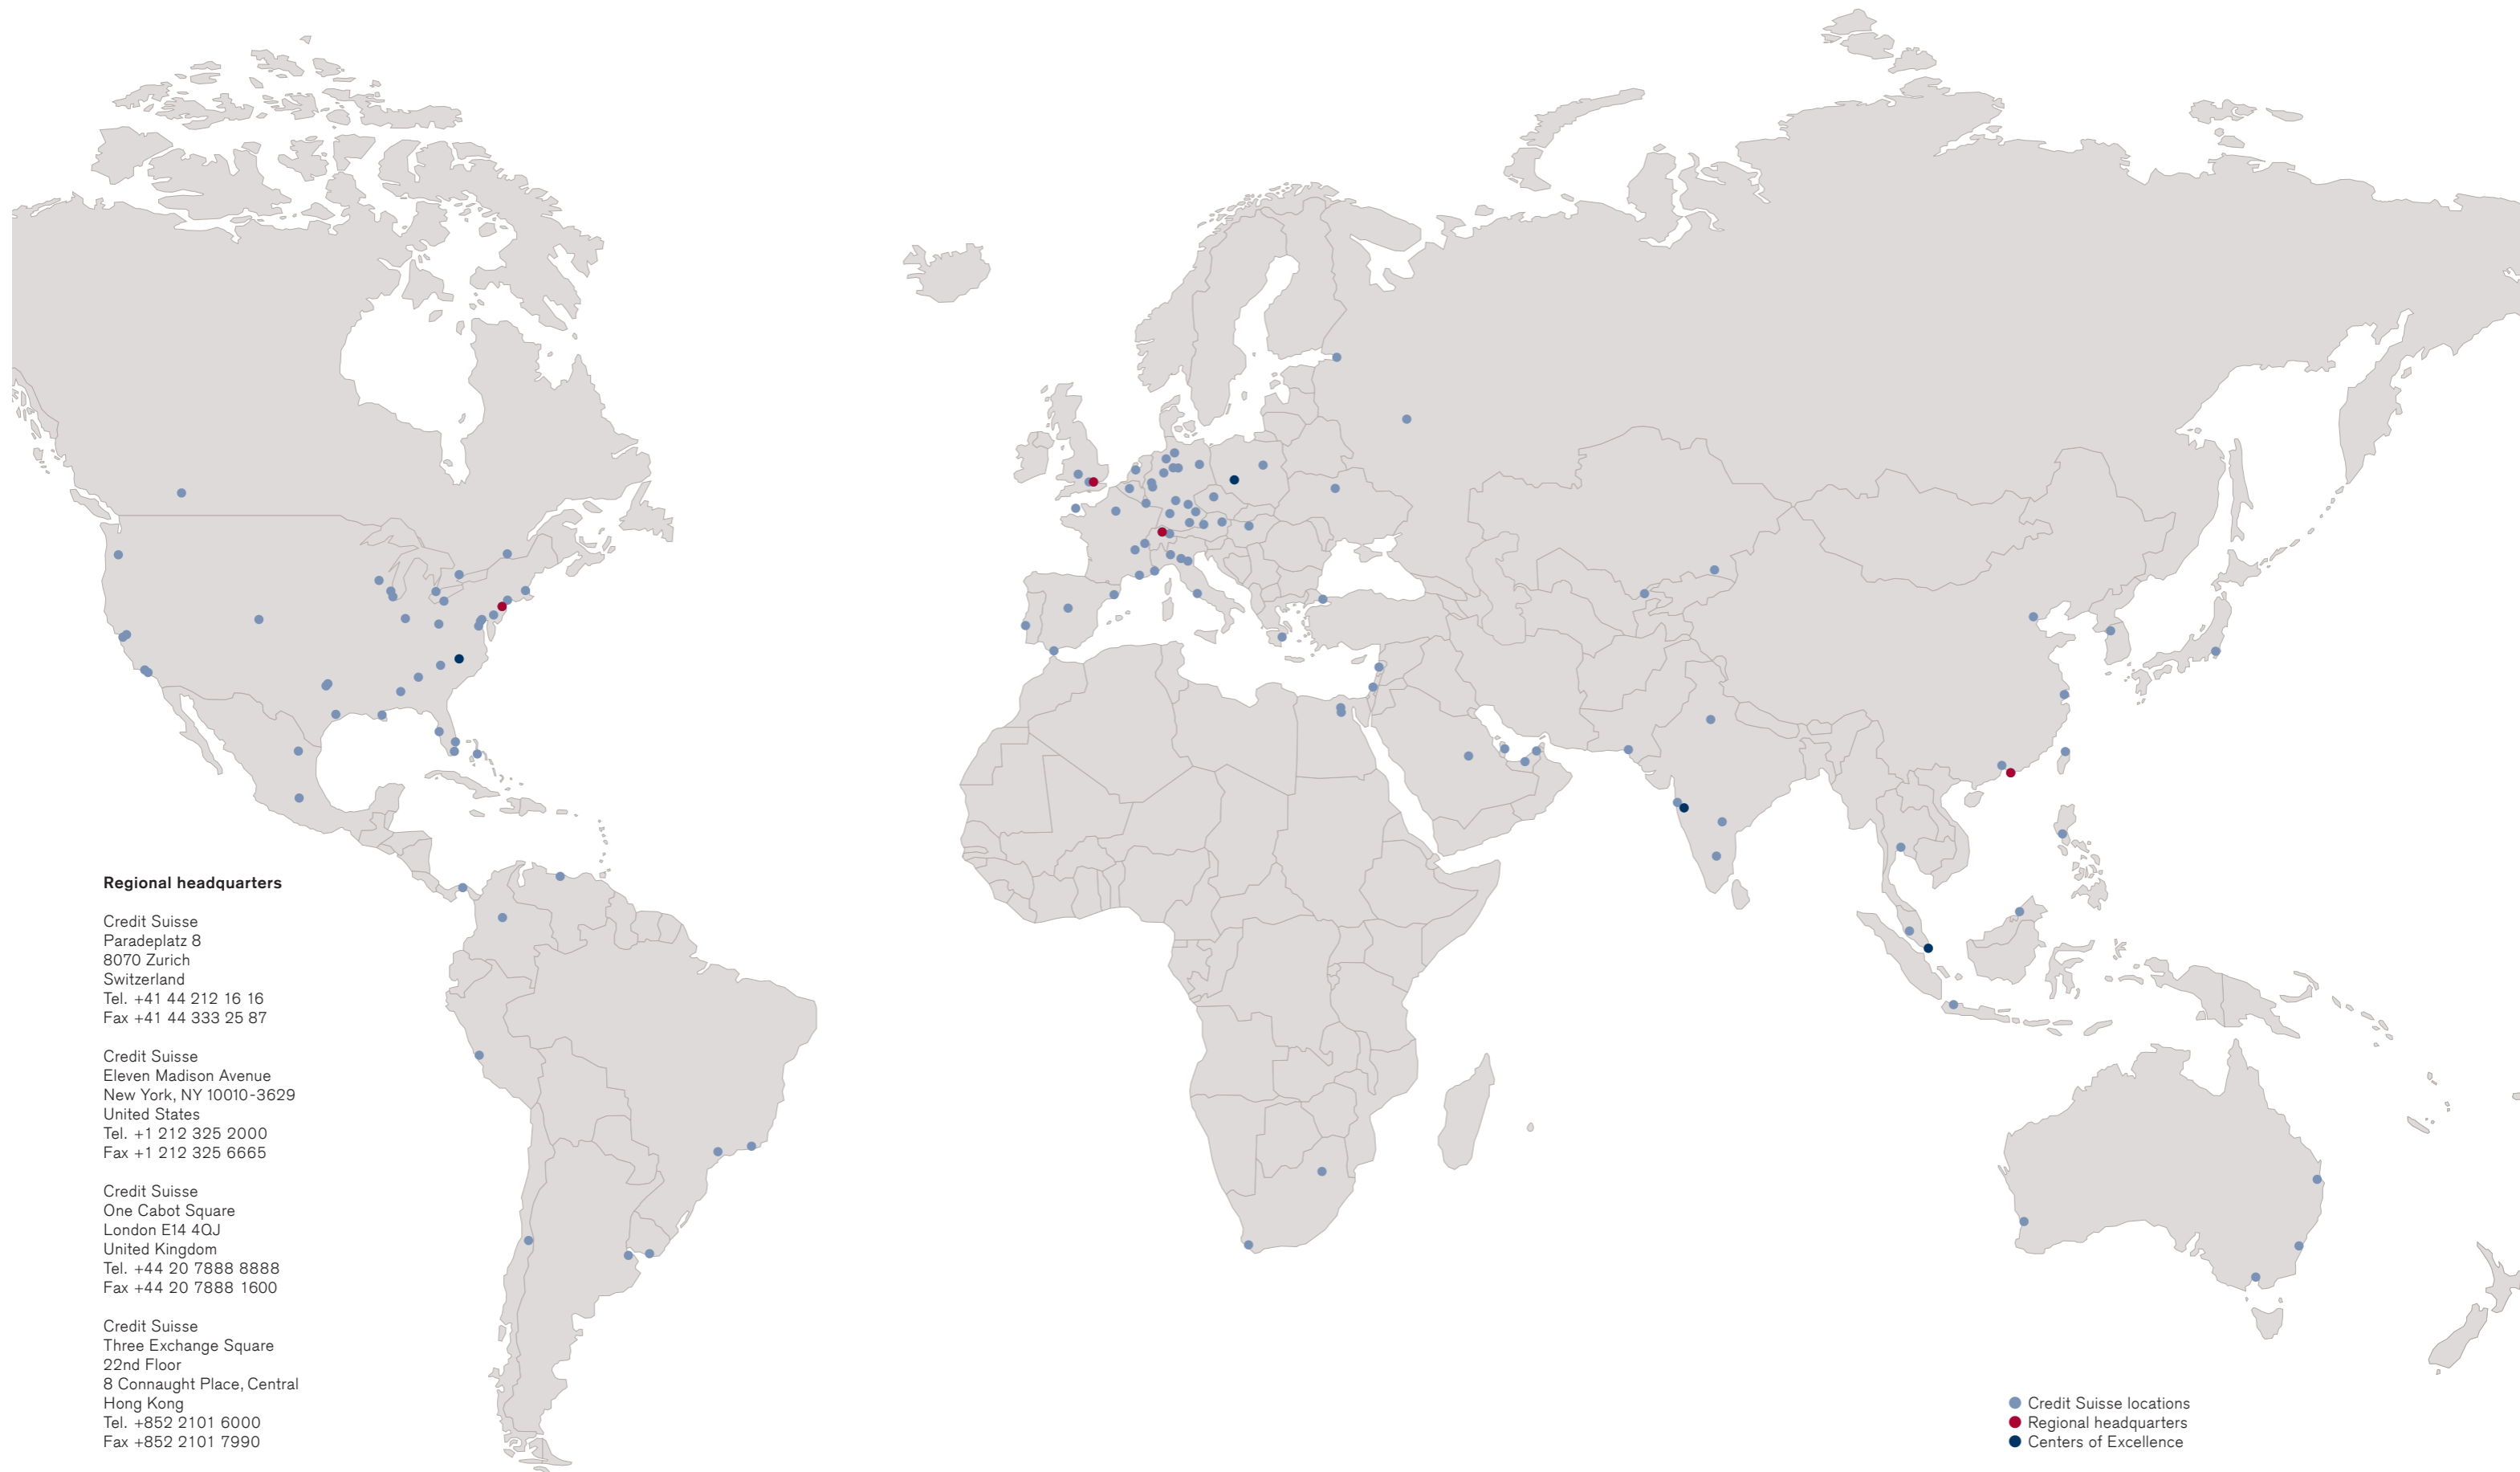 Regional headquarters
Credit Suisse
Paradeplatz 8
8070 Zurich
Switzerland
Tel. +41 44 212 16 16
Fax +41 44 333 25 87
Credit Suisse
Eleven Madison Avenue
New York, NY 10010-3629
United States
Tel. +1 212 325 2000
Fax +1 212 325 6665
Credit Suisse
One Cabot Square
London E14 4QJ
United Kingdom
Tel. +44 20 7888 8888
Fax +44 20 7888 1600
Credit Suisse
Three Exchange Square
22nd Floor
8 Connaught Place, Central
Hong Kong
Tel. +852 2101 6000
Fax +852 2101 7990
Credit Suisse locations
Regional headquarters
Centers of Excellence